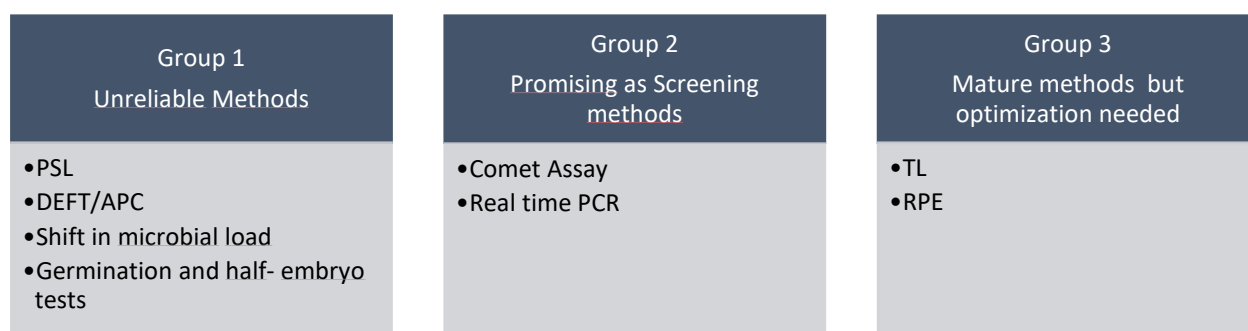 Group 1
Unreliable Methods
•PSL
•DEFT/APC
•Shift in microbial load
•Germination and half- embryo
tests
Group 2
Promising as Screening
methods
•Comet Assay
•Real time PCR
Group 3
Mature methods  but
optimization needed
•TL
•RPE